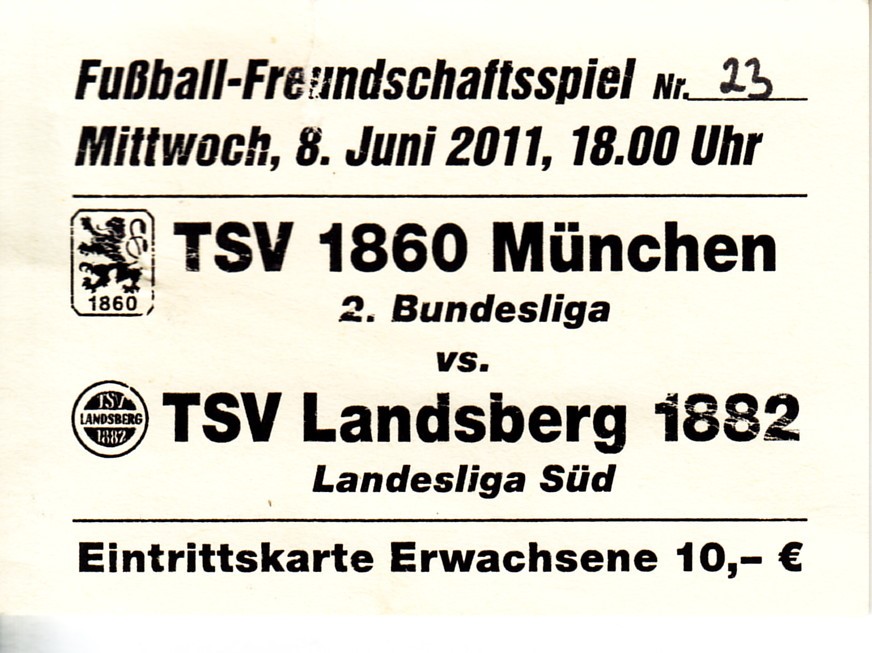 Fußball-Freundschaftsspiel Nr. 23
Mittwoch, 8. Juni 2011, 18.00 Uhr
TSV 1860 München
1860
2. Bundesliga
vs.
TSV Landsberg 1882
TSV
LANDSBERG
1882
Landesliga Süd
Eintrittskarte Erwachsene 10,– €